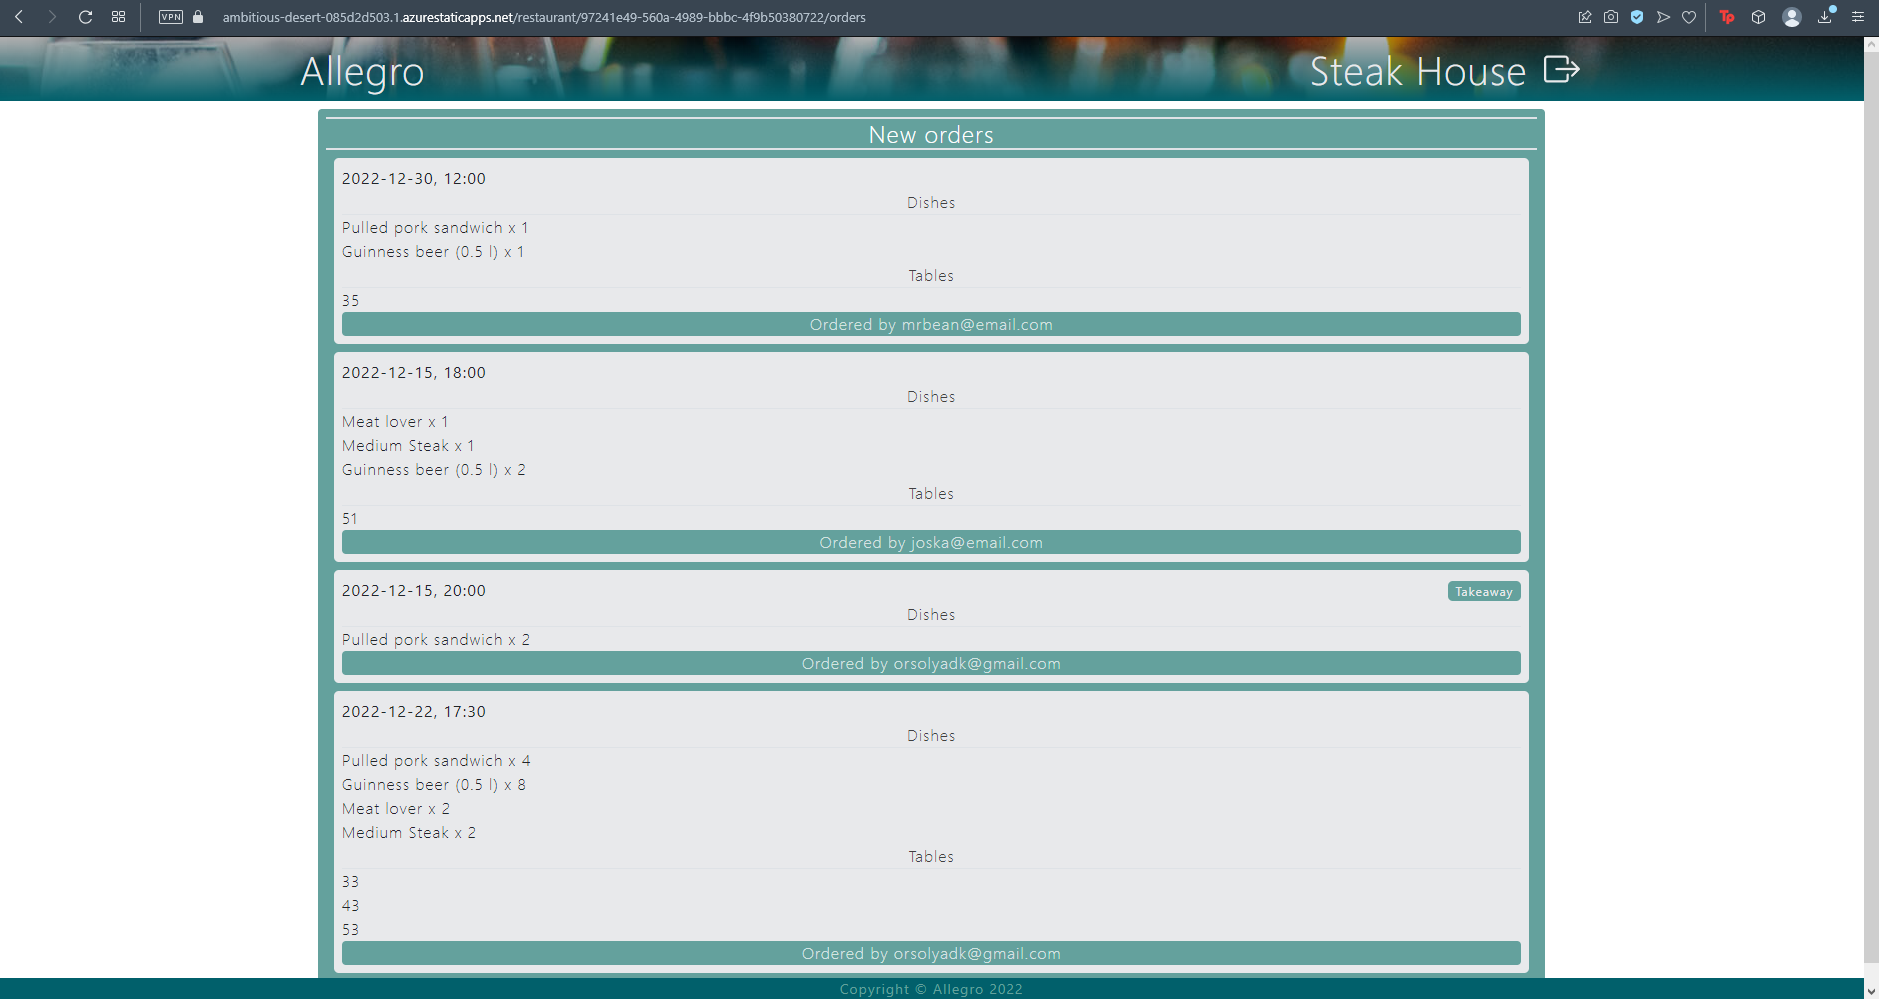 VPN
ambitious-desert-085d2d503.1.azurestaticapps.net/restaurant/97241e49-560a-4989-bbbc-4f9b50380722/orders
Tp
Allegro
Steak House
New orders
2022-12-30, 12:00
Dishes
Pulled pork sandwich x 1
Guinness beer (0.5 l) x 1
Tables
35
Ordered by mrbean@email.com
2022-12-15, 18:00
Dishes
Meat lover x 1
Medium Steak x 1
Guinness beer (0.5 l) x 2
Tables
51
Ordered by joska@email.com
2022-12-15, 20:00
Takeaway
Dishes
Pulled pork sandwich x 2
Ordered by orsolyadk@gmail.com
2022-12-22, 17:30
Dishes
Pulled pork sandwich x 4
Guinness beer (0.5 l) x 8
Meat lover x 2
Medium Steak x 2
Tables
33
43
53
Ordered by orsolyadk@gmail.com
Copyright © Allegro 2022